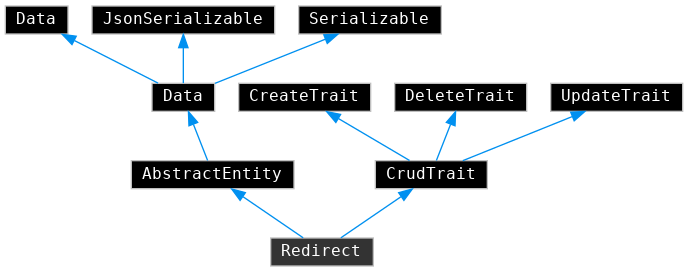 Data
JsonSerializable
Serializable
Data
CreateTrait
DeleteTrait
UpdateTrait
AbstractEntity
CrudTrait
Redirect